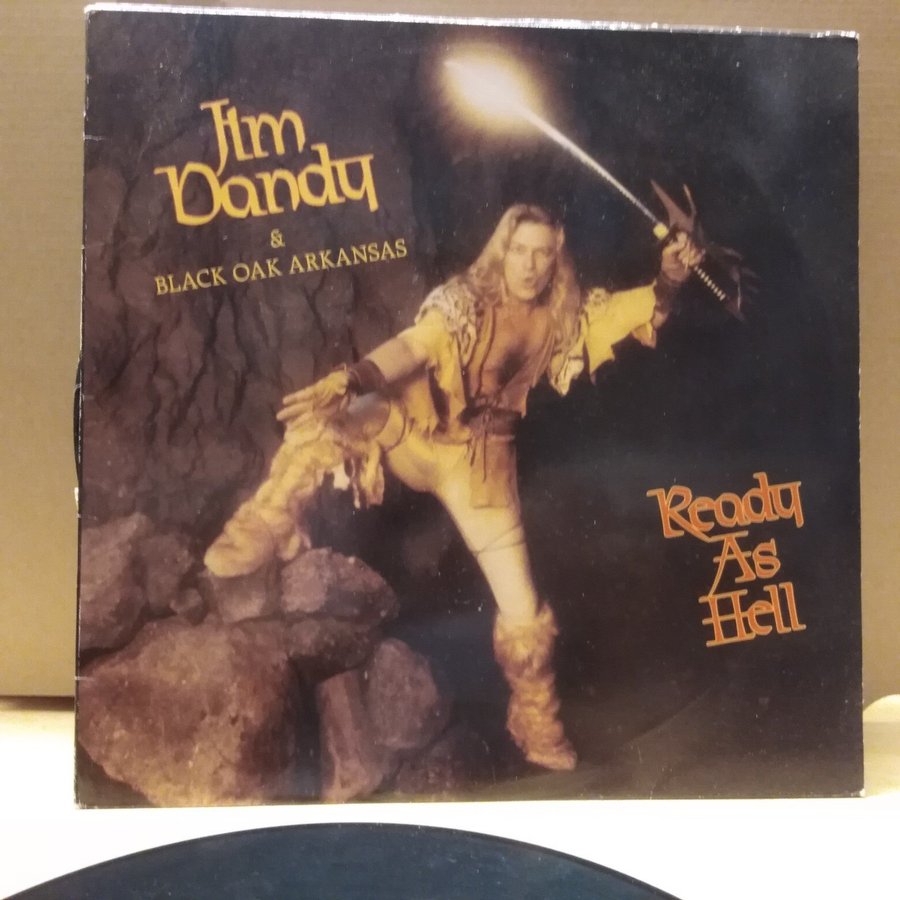 Jim
Dandy
&
BLACK OAK ARKANSAS
Ready
As
Hell